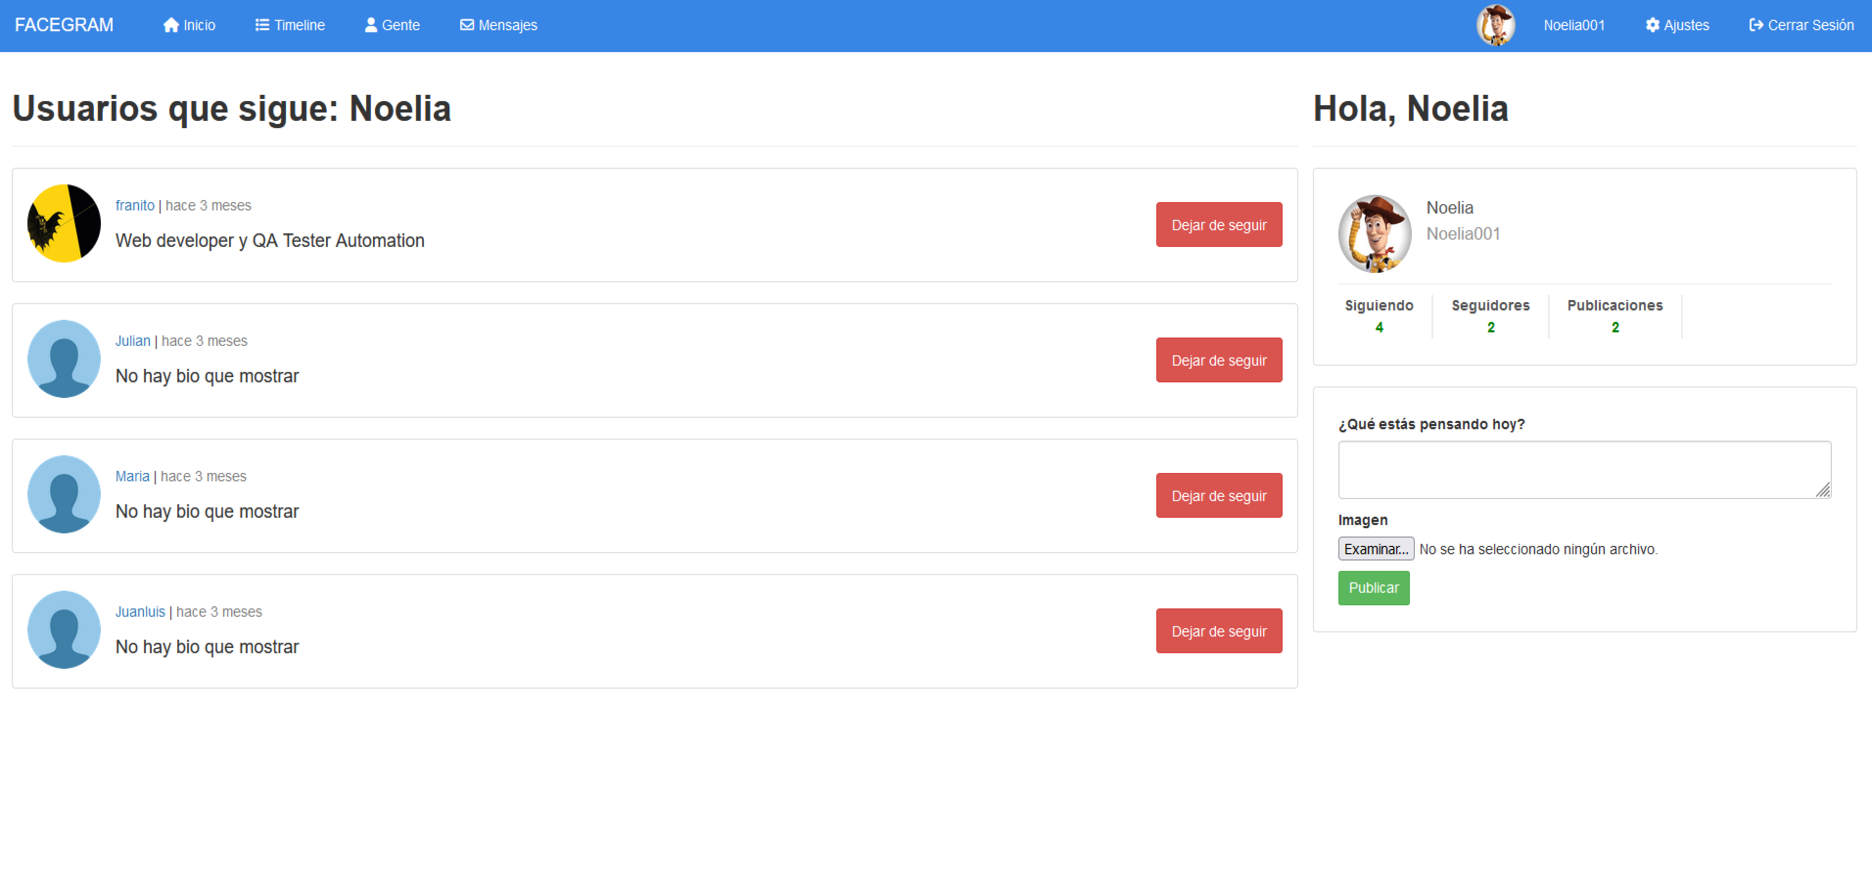 FACEGRAM Inicio Timeline Gente Mensajes Noelia001 Ajustes Cerrar Sesión
Usuarios que sigue: Noelia
franito | hace 3 meses
Web developer y QA Tester Automation
Dejar de seguir
Julian | hace 3 meses
No hay bio que mostrar
Dejar de seguir
Maria | hace 3 meses
No hay bio que mostrar
Dejar de seguir
Juanluis | hace 3 meses
No hay bio que mostrar
Dejar de seguir
Hola, Noelia
Noelia
Noelia001
Siguiendo Seguidores Publicaciones
4 2 2
¿Qué estás pensando hoy?
Imagen
Examinar... No se ha seleccionado ningún archivo.
Publicar